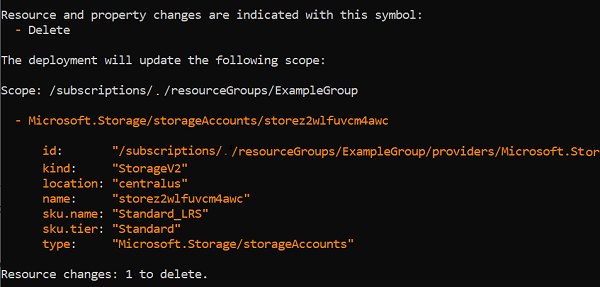 Resource and property changes are indicated with this symbol:
- Delete
The deployment will update the following scope:
Scope: /subscriptions/./resourceGroups/ExampleGroup
- Microsoft.Storage/storageAccounts/storez2wlfuvcm4awc
id: "/subscriptions/./resourceGroups/ExampleGroup/providers/Microsoft.Stor
kind: "StorageV2"
location: "centralus"
name: "storez2wlfuvcm4awc"
sku.name: "Standard_LRS"
sku.tier: "Standard"
type: "Microsoft.Storage/storageAccounts"
Resource changes: 1 to delete.